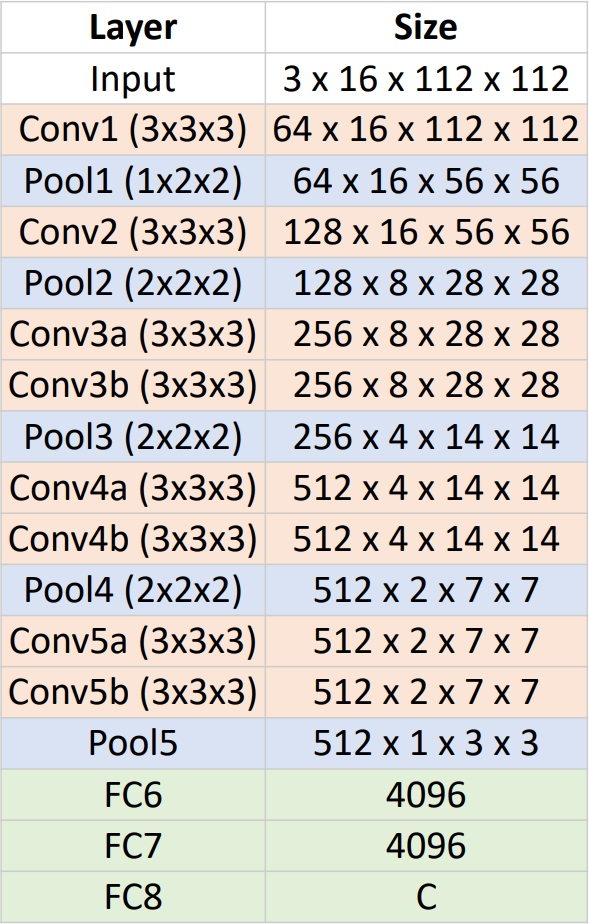 Layer Size
Input 3 x 16 x 112 x 112
Conv1 (3x3x3) 64 x 16 x 112 x 112
Pool1 (1x2x2) 64 x 16 x 56 x 56
Conv2 (3x3x3) 128 x 16 x 56 x 56
Pool2 (2x2x2) 128 x 8 x 28 x 28
Conv3a (3x3x3) 256 x 8 x 28 x 28
Conv3b (3x3x3) 256 x 8 x 28 x 28
Pool3 (2x2x2) 256 x 4 x 14 x 14
Conv4a (3x3x3) 512 x 4 x 14 x 14
Conv4b (3x3x3) 512 x 4 x 14 x 14
Pool4 (2x2x2) 512 x 2 x 7 x 7
Conv5a (3x3x3) 512 x 2 x 7 x 7
Conv5b (3x3x3) 512 x 2 x 7 x 7
Pool5 512 x 1 x 3 x 3
FC6 4096
FC7 4096
FC8 C